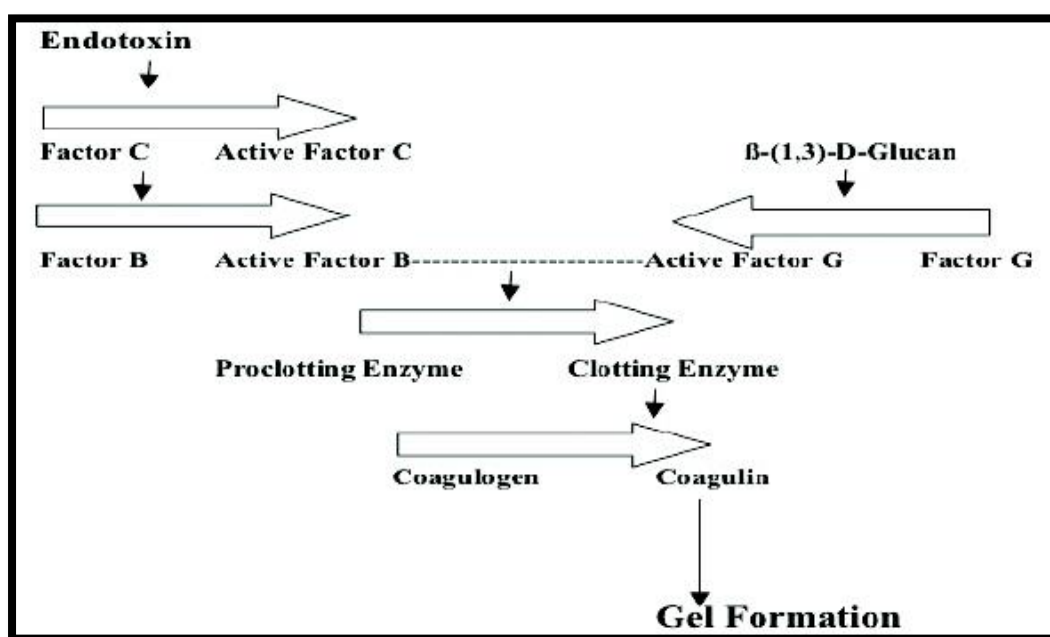 Endotoxin
Factor C Active Factor C ß-(1,3)-D-Glucan
Factor B Active Factor B Active Factor G Factor G
Proclotting Enzyme Clotting Enzyme
Coagulogen Coagulin
Gel Formation